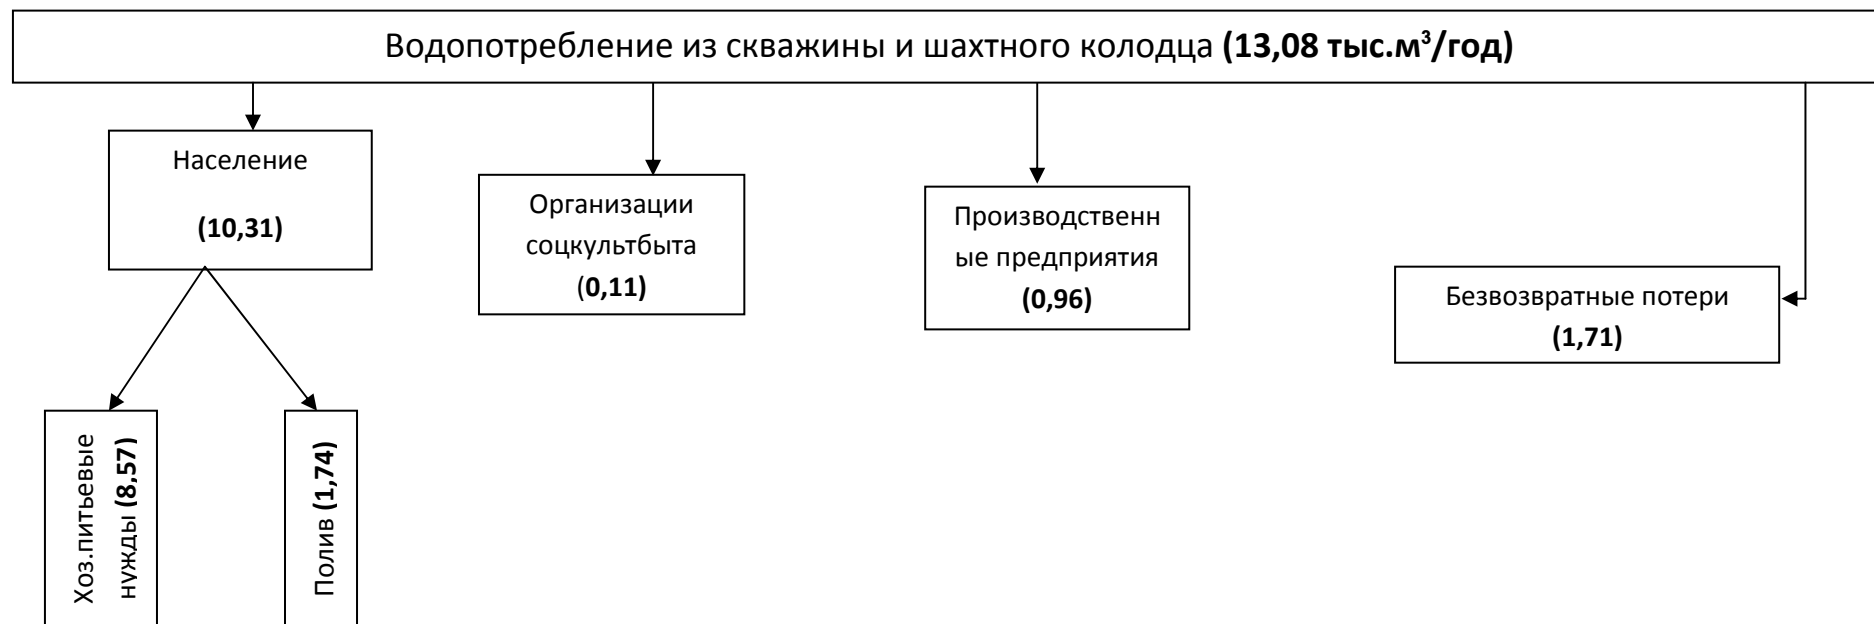 Водопотребление из скважины и шахтного колодца (13,08 тыс.м³/год)
Население
(10,31)
Организации
соцкультбыта
(0,11)
Производственн
ые предприятия
(0,96)
Безвозвратные потери
(1,71)
Хоз.питьевые
нужды (8,57)
Полив (1,74)